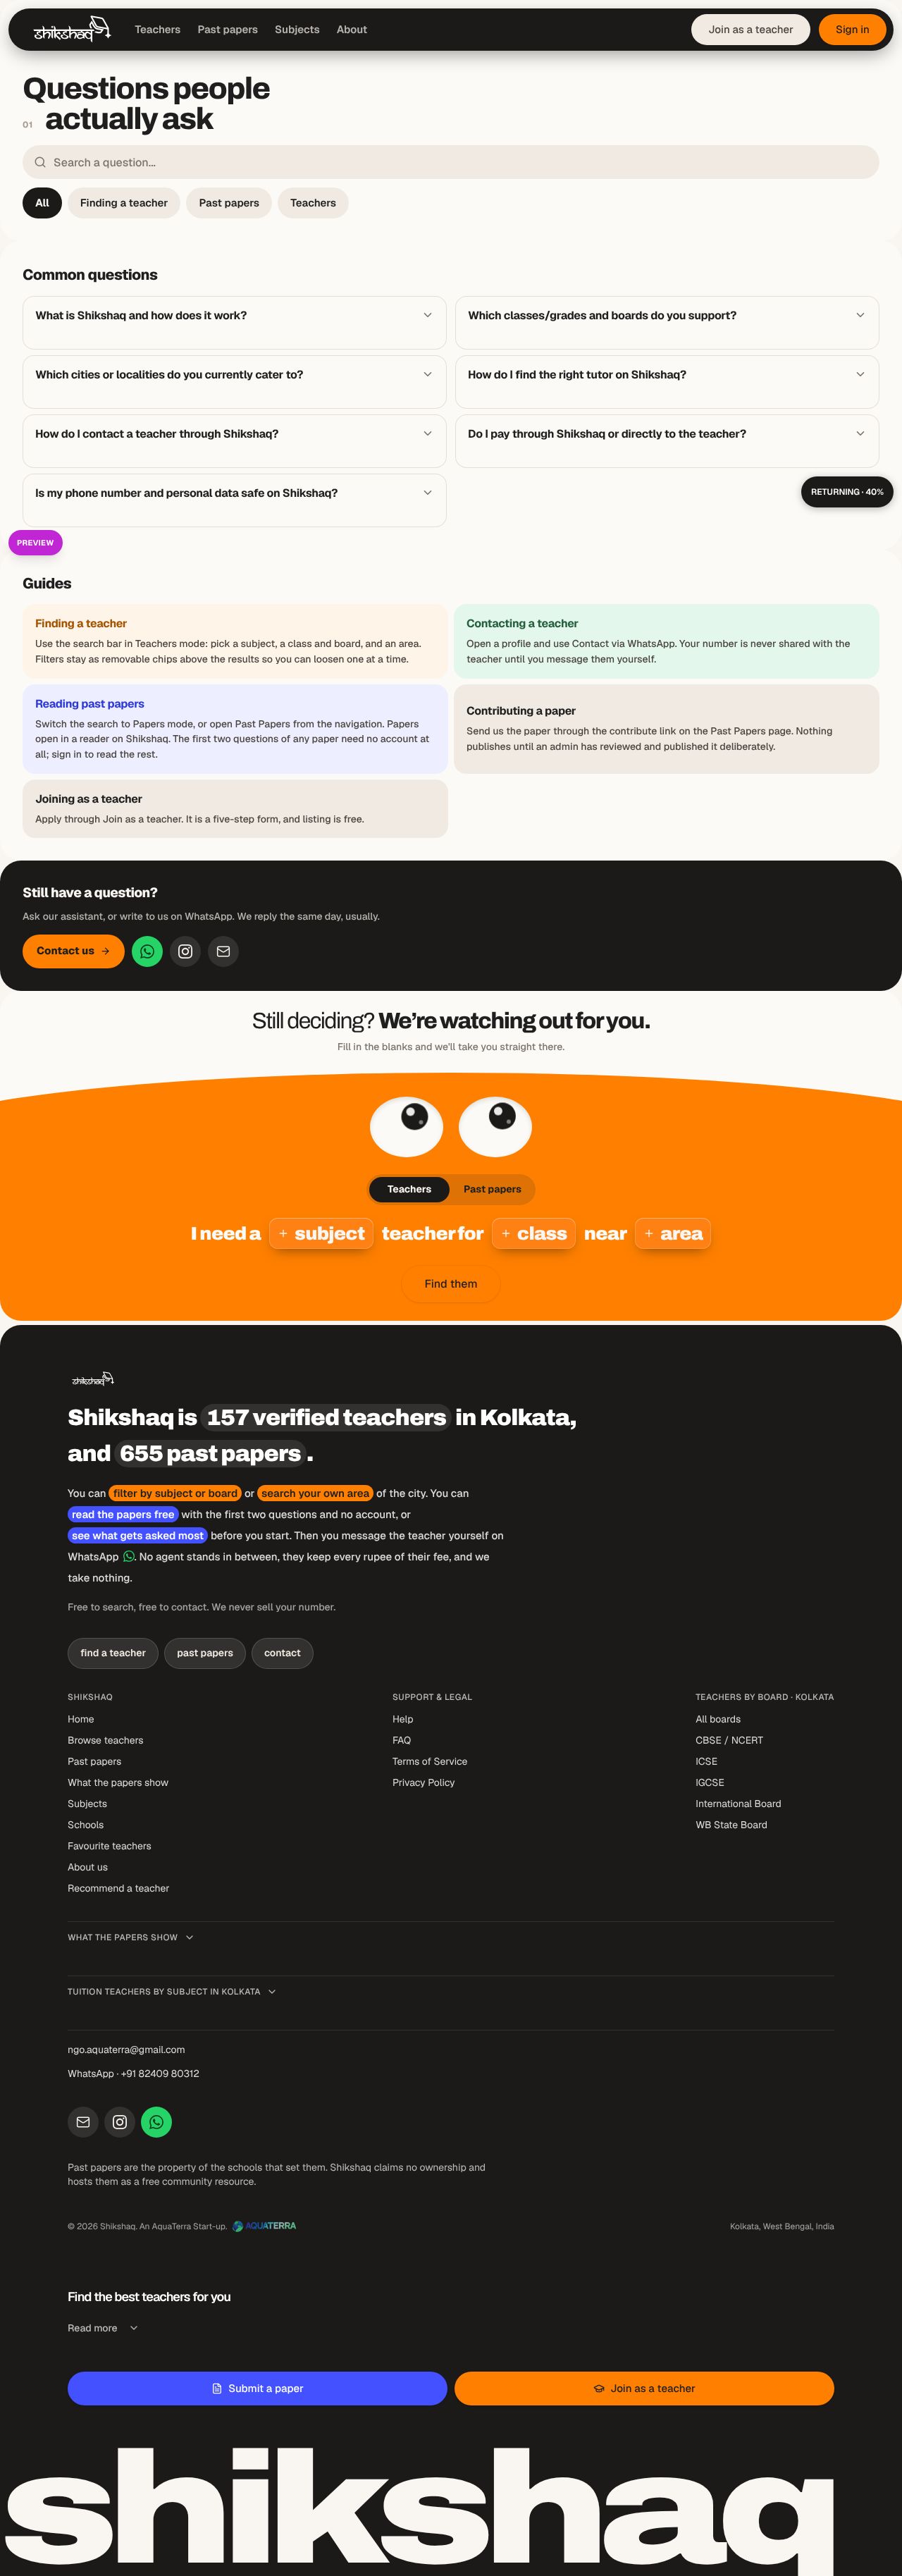 shikshaq
Teachers
Past papers
Subjects
About
Join as a teacher
Sign in
Questions people
01 actually ask
Search a question...
All
Finding a teacher
Past papers
Teachers
Common questions
What is Shikshaq and how does it work?
Which classes/grades and boards do you support?
Which cities or localities do you currently cater to?
How do I find the right tutor on Shikshaq?
How do I contact a teacher through Shikshaq?
Do I pay through Shikshaq or directly to the teacher?
Is my phone number and personal data safe on Shikshaq?
RETURNING · 40%
PREVIEW
Guides
Finding a teacher
Use the search bar in Teachers mode: pick a subject, a class and board, and an area.
Filters stay as removable chips above the results so you can loosen one at a time.
Contacting a teacher
Open a profile and use Contact via WhatsApp. Your number is never shared with the
teacher until you message them yourself.
Reading past papers
Switch the search to Papers mode, or open Past Papers from the navigation. Papers
open in a reader on Shikshaq. The first two questions of any paper need no account at
all; sign in to read the rest.
Contributing a paper
Send us the paper through the contribute link on the Past Papers page. Nothing
publishes until an admin has reviewed and published it deliberately.
Joining as a teacher
Apply through Join as a teacher. It is a five-step form, and listing is free.
Still have a question?
Ask our assistant, or write to us on WhatsApp. We reply the same day, usually.
Contact us
Still deciding? We're watching out for you.
Fill in the blanks and we'll take you straight there.
Teachers
Past papers
I need a + subject teacher for + class near + area
Find them
shikshaq
Shikshaq is 157 verified teachers in Kolkata,
and 655 past papers.
You can filter by subject or board or search your own area of the city. You can
read the papers free with the first two questions and no account, or
see what gets asked most before you start. Then you message the teacher yourself on
WhatsApp. No agent stands in between, they keep every rupee of their fee, and we
take nothing.
Free to search, free to contact. We never sell your number.
find a teacher
past papers
contact
SHIKSHAQ
Home
Browse teachers
Past papers
What the papers show
Subjects
Schools
Favourite teachers
About us
Recommend a teacher
SUPPORT & LEGAL
Help
FAQ
Terms of Service
Privacy Policy
TEACHERS BY BOARD · KOLKATA
All boards
CBSE / NCERT
ICSE
IGCSE
International Board
WB State Board
WHAT THE PAPERS SHOW
TUITION TEACHERS BY SUBJECT IN KOLKATA
ngo.aquaterra@gmail.com
WhatsApp · +91 82409 80312
Past papers are the property of the schools that set them. Shikshaq claims no ownership and
hosts them as a free community resource.
© 2026 Shikshaq. An AquaTerra Start-up. AQUATERRA
Kolkata, West Bengal, India
Find the best teachers for you
Read more
Submit a paper
Join as a teacher
shikshaq